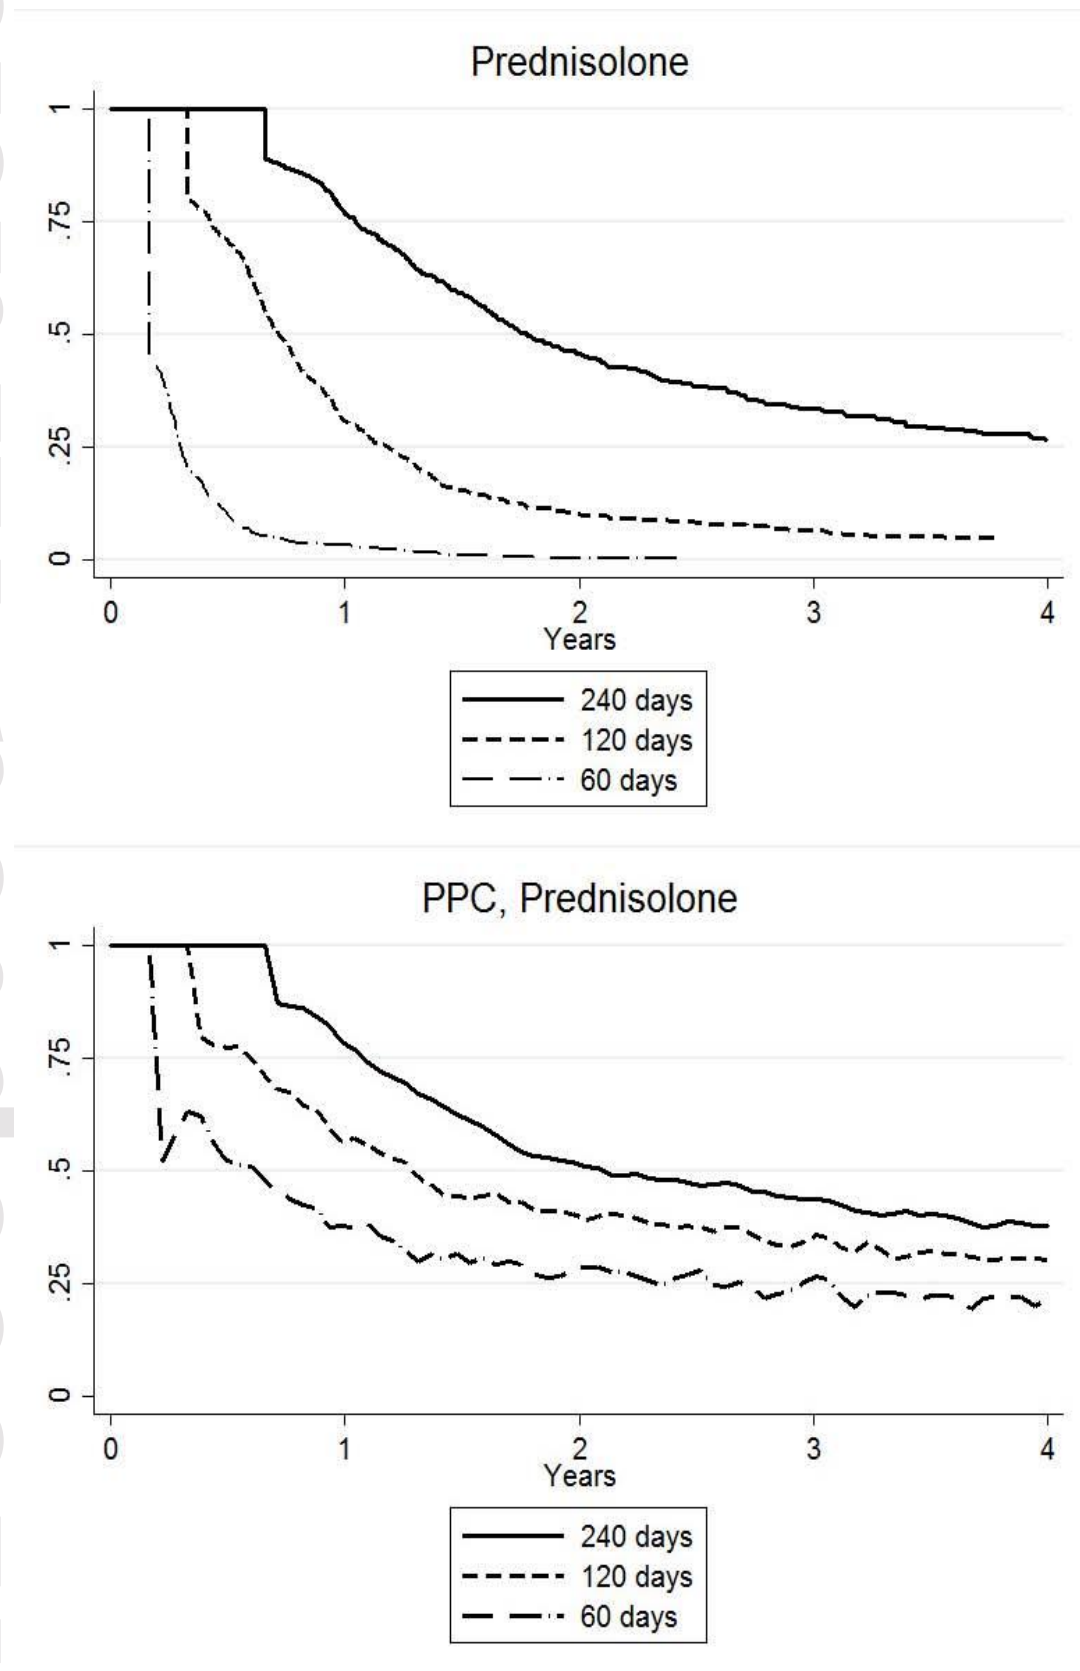 Prednisolone
1
.75
.5
.25
0
0 1 2 3 4
Years
240 days
120 days
60 days
PPC, Prednisolone
1
.75
.5
.25
0
0 1 2 3 4
Years
240 days
120 days
60 days